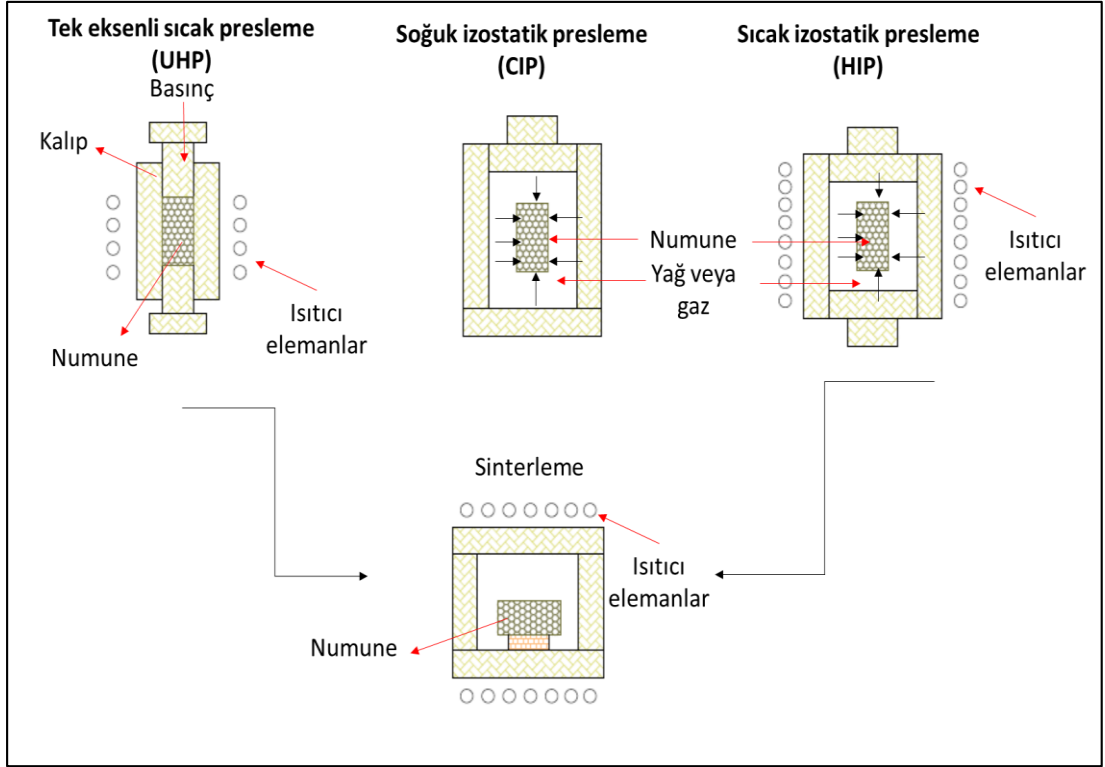 Tek eksenli sıcak presleme
(UHP)
Basınç
Kalıp
Isıtıcı
elemanlar
Numune
Soğuk izostatik presleme
(CIP)
Numune
Yağ veya
gaz
Sıcak izostatik presleme
(HIP)
Isıtıcı
elemanlar
Sinterleme
Isıtıcı
elemanlar
Numune